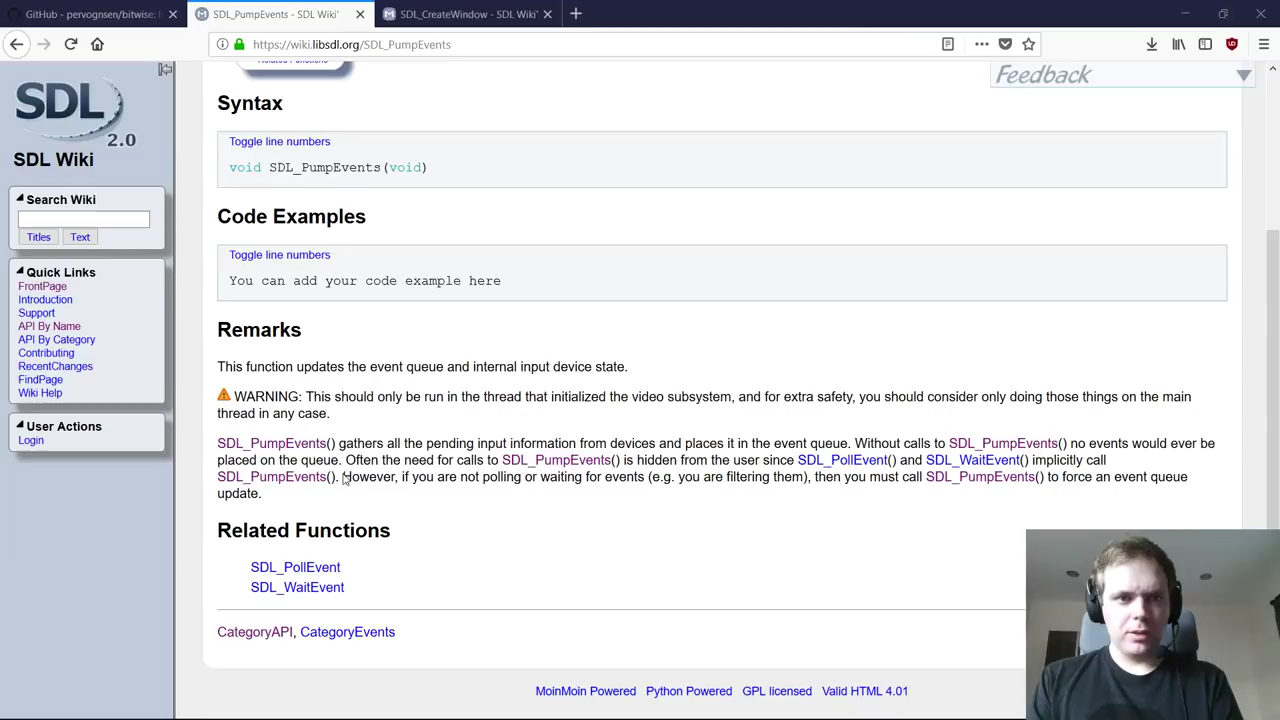 GitHub - pervognsen/bitwise: E
SDL_PumpEvents - SDL Wiki
SDL_CreateWindow - SDL Wiki
https://wiki.libsdl.org/SDL_PumpEvents
SDL
2.0
SDL Wiki
Search Wiki
Titles Text
Quick Links
FrontPage
Introduction
Support
API By Name
API By Category
Contributing
RecentChanges
FindPage
Wiki Help
User Actions
Login
Related Functions
Feedback
Syntax
Toggle line numbers
void SDL_PumpEvents(void)
Code Examples
Toggle line numbers
You can add your code example here
Remarks
This function updates the event queue and internal input device state.
WARNING: This should only be run in the thread that initialized the video subsystem, and for extra safety, you should consider only doing those things on the main
thread in any case.
SDL_PumpEvents() gathers all the pending input information from devices and places it in the event queue. Without calls to SDL_PumpEvents() no events would ever be
placed on the queue. Often the need for calls to SDL_PumpEvents() is hidden from the user since SDL_PollEvent() and SDL_WaitEvent() implicitly call
SDL_PumpEvents(). However, if you are not polling or waiting for events (e.g. you are filtering them), then you must call SDL_PumpEvents() to force an event queue
update.
Related Functions
SDL_PollEvent
SDL_WaitEvent
CategoryAPI, CategoryEvents
MoinMoin Powered Python Powered GPL licensed Valid HTML 4.01